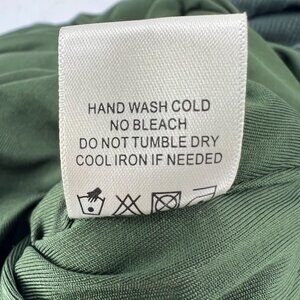 HAND WASH COLD
NO BLEACH
DO NOT TUMBLE DRY
COOL IRON IF NEEDED